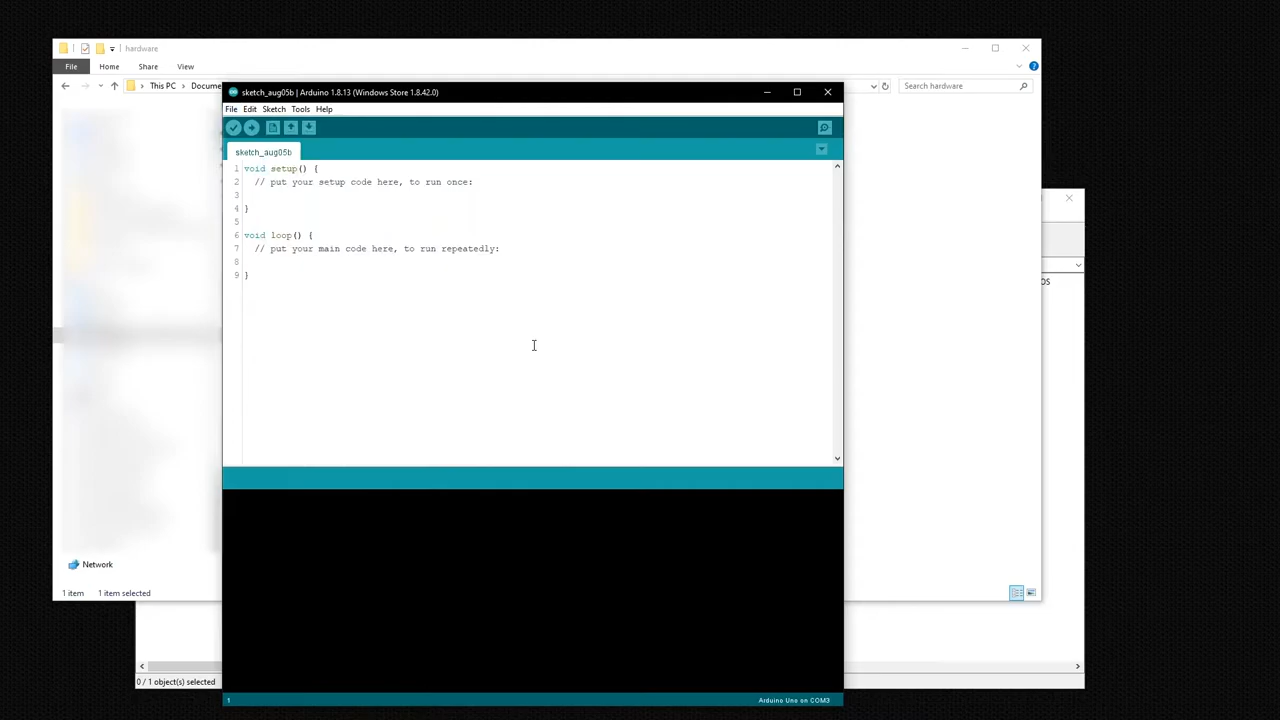 hardware
File Home Share View
This PC Docume
Search hardware
sketch_aug05b | Arduino 1.8.13 (Windows Store 1.8.42.0)
File Edit Sketch Tools Help
sketch_aug05b
1 void setup() {
2 // put your setup code here, to run once:
3
4 }
5
6 void loop() {
7 // put your main code here, to run repeatedly:
8
9 }
OS
Network
1 item 1 item selected
0 / 1 object(s) selected
1 Arduino Uno on COM3